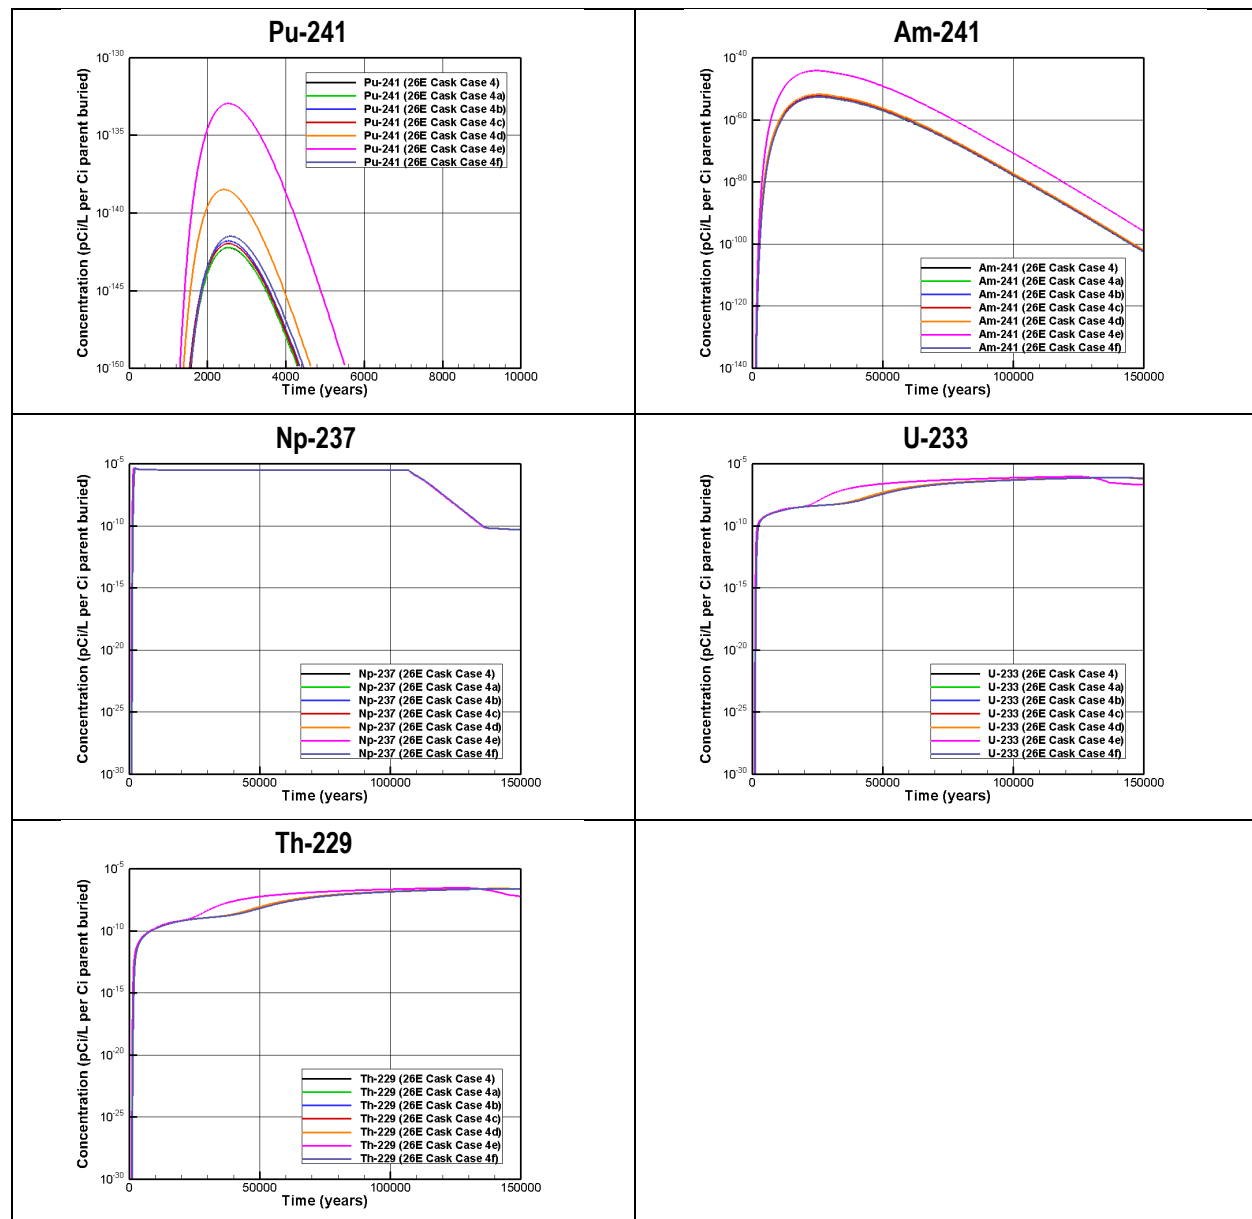 Pu-241
Concentration (pCi/L per Ci parent buried)
10-130
10-135
10-140
10-145
10-150
0 2000 4000 6000 8000 10000
Time (years)
Pu-241 (26E Cask Case 4)
Pu-241 (26E Cask Case 4a)
Pu-241 (26E Cask Case 4b)
Pu-241 (26E Cask Case 4c)
Pu-241 (26E Cask Case 4d)
Pu-241 (26E Cask Case 4e)
Pu-241 (26E Cask Case 4f)
Am-241
Concentration (pCi/L per Ci parent buried)
10-40
10-60
10-80
10-100
10-120
10-140
0 50000 100000 150000
Time (years)
Am-241 (26E Cask Case 4)
Am-241 (26E Cask Case 4a)
Am-241 (26E Cask Case 4b)
Am-241 (26E Cask Case 4c)
Am-241 (26E Cask Case 4d)
Am-241 (26E Cask Case 4e)
Am-241 (26E Cask Case 4f)
Np-237
Concentration (pCi/L per Ci parent buried)
10-5
10-10
10-15
10-20
10-25
10-30
0 50000 100000 150000
Time (years)
Np-237 (26E Cask Case 4)
Np-237 (26E Cask Case 4a)
Np-237 (26E Cask Case 4b)
Np-237 (26E Cask Case 4c)
Np-237 (26E Cask Case 4d)
Np-237 (26E Cask Case 4e)
Np-237 (26E Cask Case 4f)
U-233
Concentration (pCi/L per Ci parent buried)
10-5
10-10
10-15
10-20
10-25
10-30
0 50000 100000 150000
Time (years)
U-233 (26E Cask Case 4)
U-233 (26E Cask Case 4a)
U-233 (26E Cask Case 4b)
U-233 (26E Cask Case 4c)
U-233 (26E Cask Case 4d)
U-233 (26E Cask Case 4e)
U-233 (26E Cask Case 4f)
Th-229
Concentration (pCi/L per Ci parent buried)
10-5
10-10
10-15
10-20
10-25
10-30
0 50000 100000 150000
Time (years)
Th-229 (26E Cask Case 4)
Th-229 (26E Cask Case 4a)
Th-229 (26E Cask Case 4b)
Th-229 (26E Cask Case 4c)
Th-229 (26E Cask Case 4d)
Th-229 (26E Cask Case 4e)
Th-229 (26E Cask Case 4f)